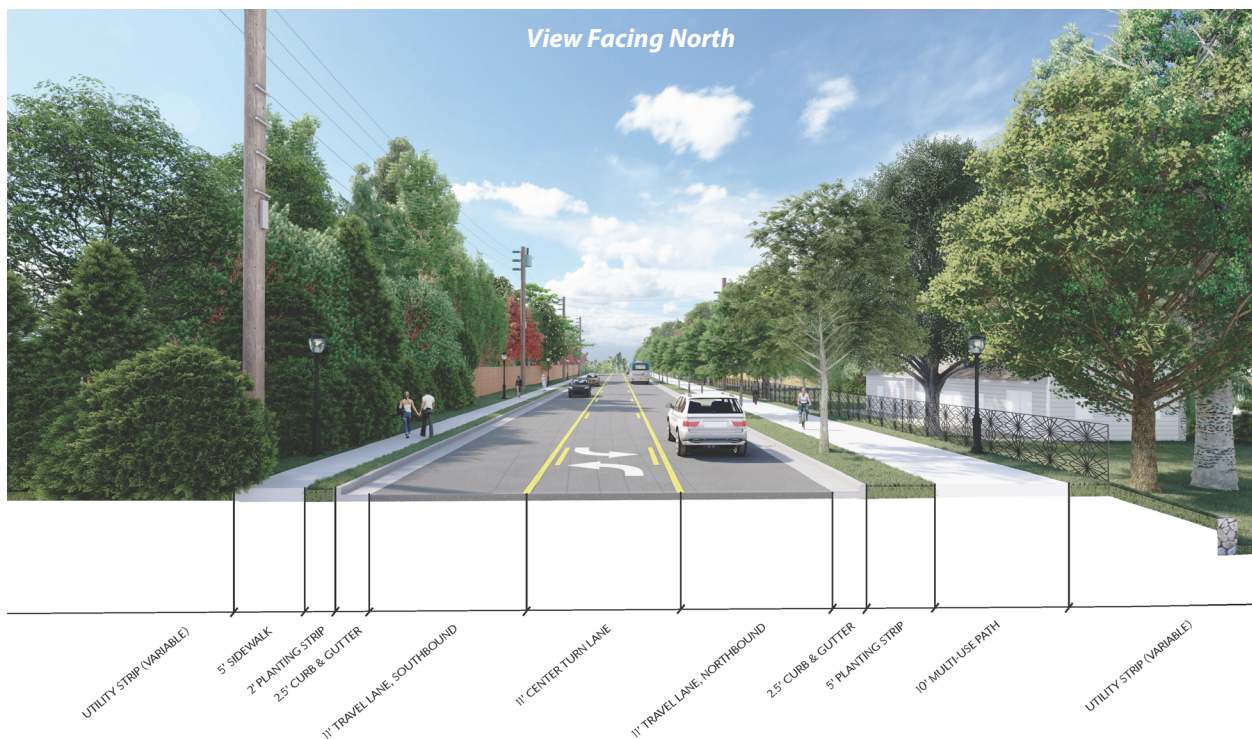 View Facing North
UTILITY STRIP (VARIABLE)
5' SIDEWALK
2' PLANTING STRIP
2.5' CURB & GUTTER
11' TRAVEL LANE, SOUTHBOUND
11' CENTER TURN LANE
11' TRAVEL LANE, NORTHBOUND
2.5' CURB & GUTTER
5' PLANTING STRIP
10' MULTI-USE PATH
UTILITY STRIP (VARIABLE)